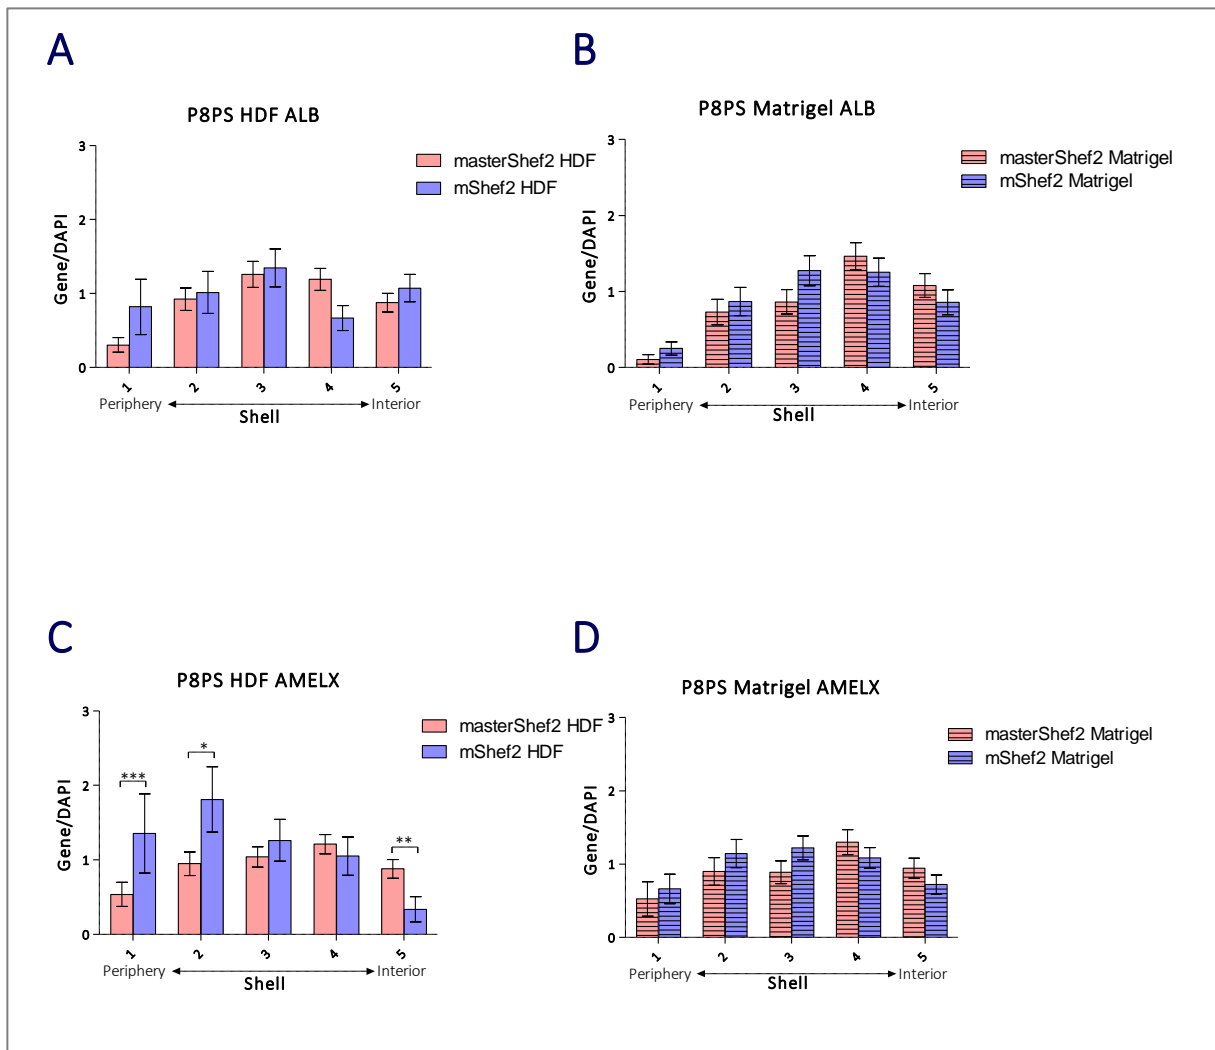 A
P8PS HDF ALB
masterShef2 HDF
mShef2 HDF
Gene/DAPI
3
2
1
0
1
2
3
4
5
Periphery
Interior
Shell
B
P8PS Matrigel ALB
masterShef2 Matrigel
mShef2 Matrigel
Gene/DAPI
3
2
1
0
1
2
3
4
5
Periphery
Interior
Shell
C
P8PS HDF AMELX
masterShef2 HDF
mShef2 HDF
Gene/DAPI
3
2
1
0
***
*
**
1
2
3
4
5
Periphery
Interior
Shell
D
P8PS Matrigel AMELX
masterShef2 Matrigel
mShef2 Matrigel
Gene/DAPI
3
2
1
0
1
2
3
4
5
Periphery
Interior
Shell